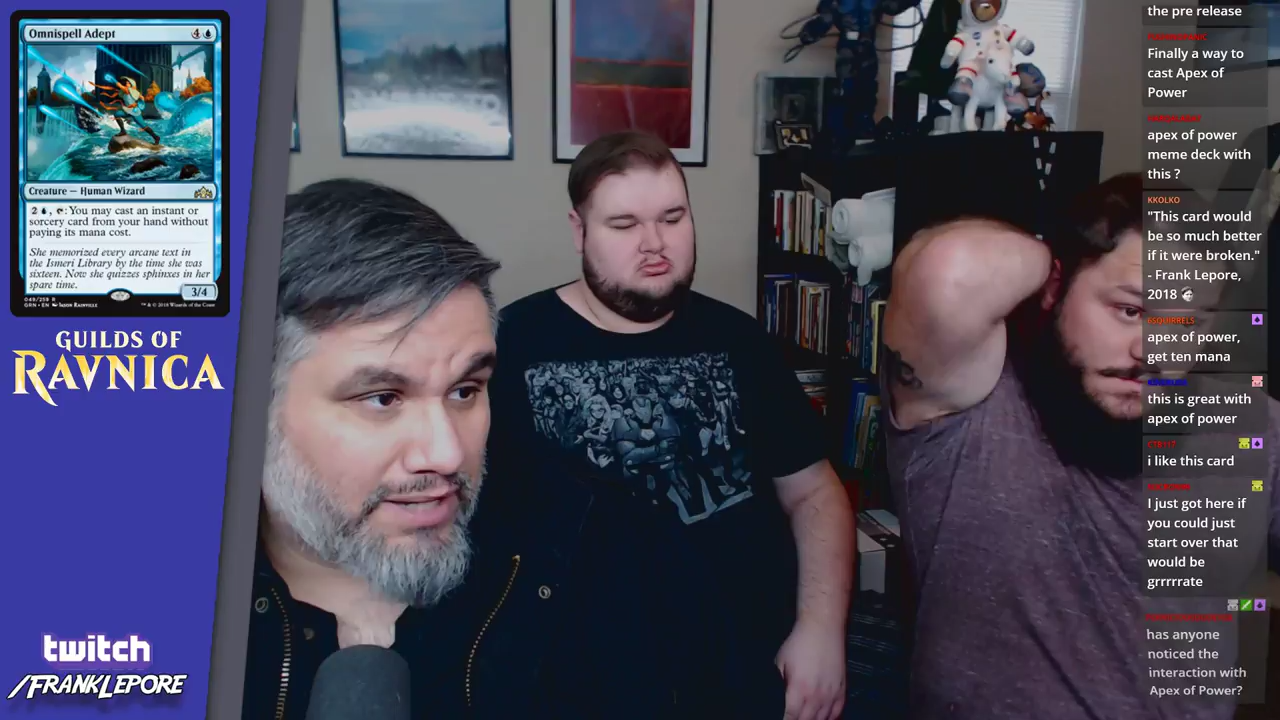 Omnispell Adept 4
Creature — Human Wizard
2 , : You may cast an instant or
sorcery card from your hand without
paying its mana cost.
She memorized every arcane text in
the Ismeri Library by the time she was
sixteen. Now she quizzes sphinxes in her
spare time.
3/4
GUILDS OF
RAVNICA
twitch
/FRANKLEPORE
the pre release
Finally a way to
cast Apex of
Power
apex of power
meme deck with
this ?
KKOLKO
"This card would
be so much better
if it were broken."
- Frank Lepore,
2018
apex of power,
get ten mana
this is great with
apex of power
i like this card
I just got here if
you could just
start over that
would be
grrrrrate
has anyone
noticed the
interaction with
Apex of Power?